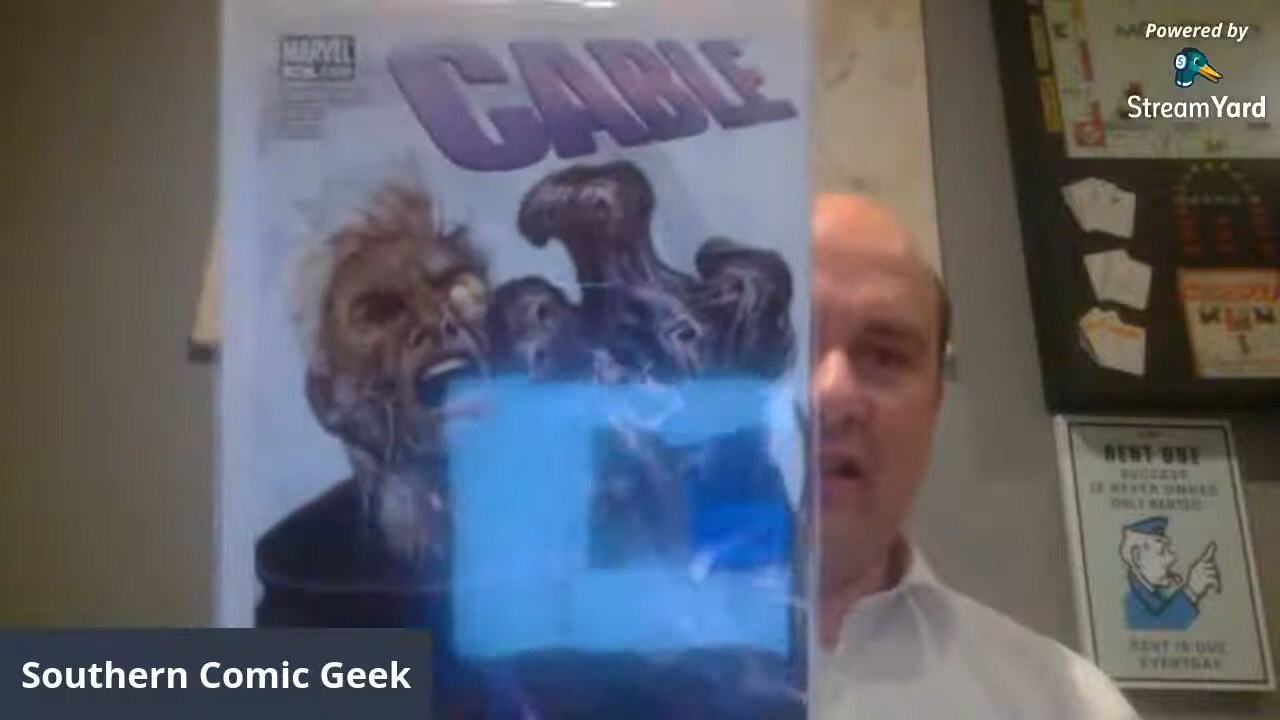 MARVEL
CABLE
Powered by
StreamYard
RENT DUE
SUCCESS
IS NEVER OWNED
ONLY RENTED
RENT IS DUE
EVERYDAY
Southern Comic Geek